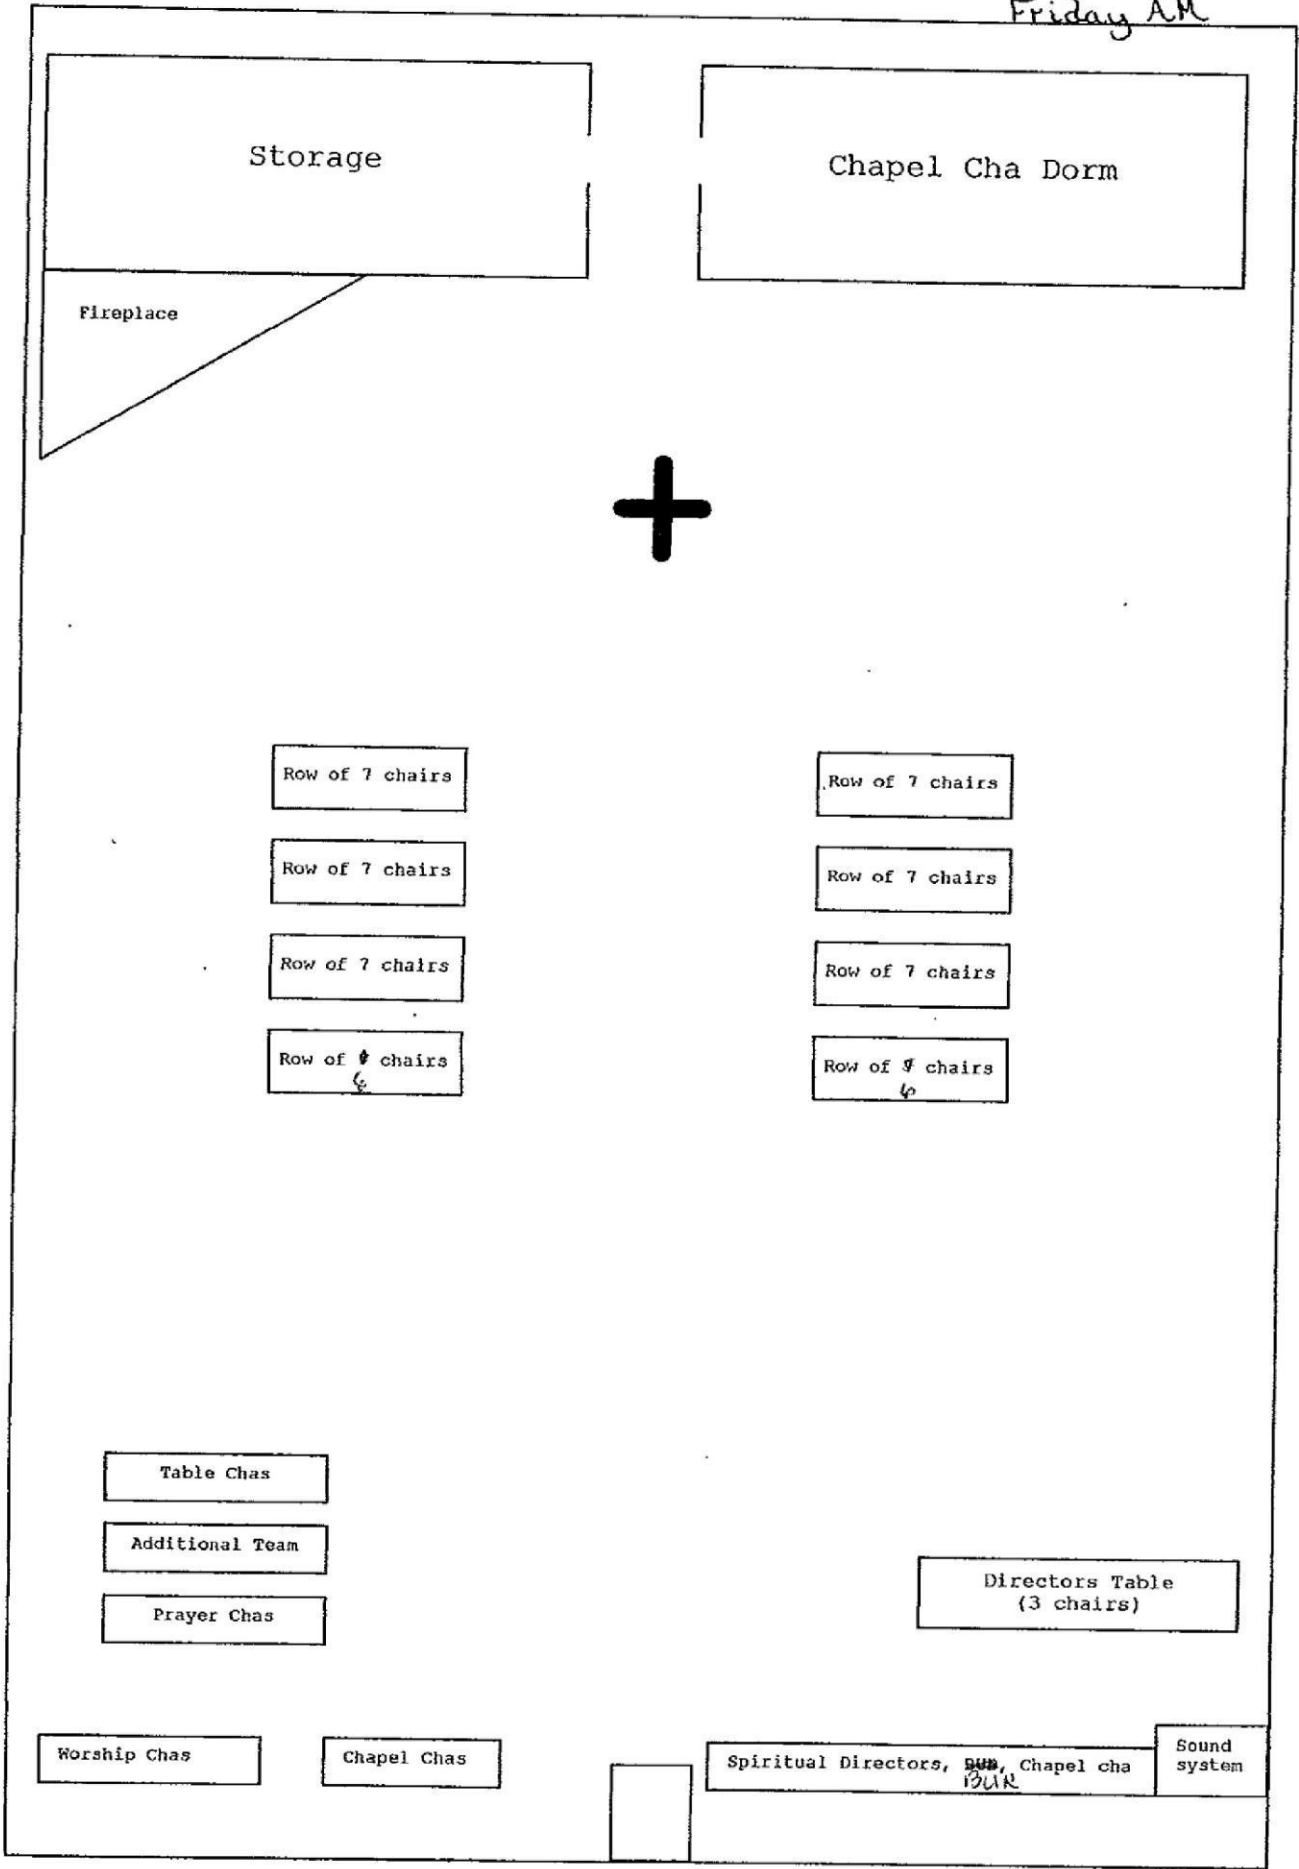 Friday AM
Storage
Chapel Cha Dorm
Fireplace
Row of 7 chairs
Row of 7 chairs
Row of 7 chairs
Row of 7 chairs
Row of 7 chairs
Row of 7 chairs
Row of chairs
6
Row of chairs
6
Table Chas
Additional Team
Prayer Chas
Directors Table
(3 chairs)
Worship Chas
Chapel Chas
Spiritual Directors, Chapel cha
BUR
Sound
system